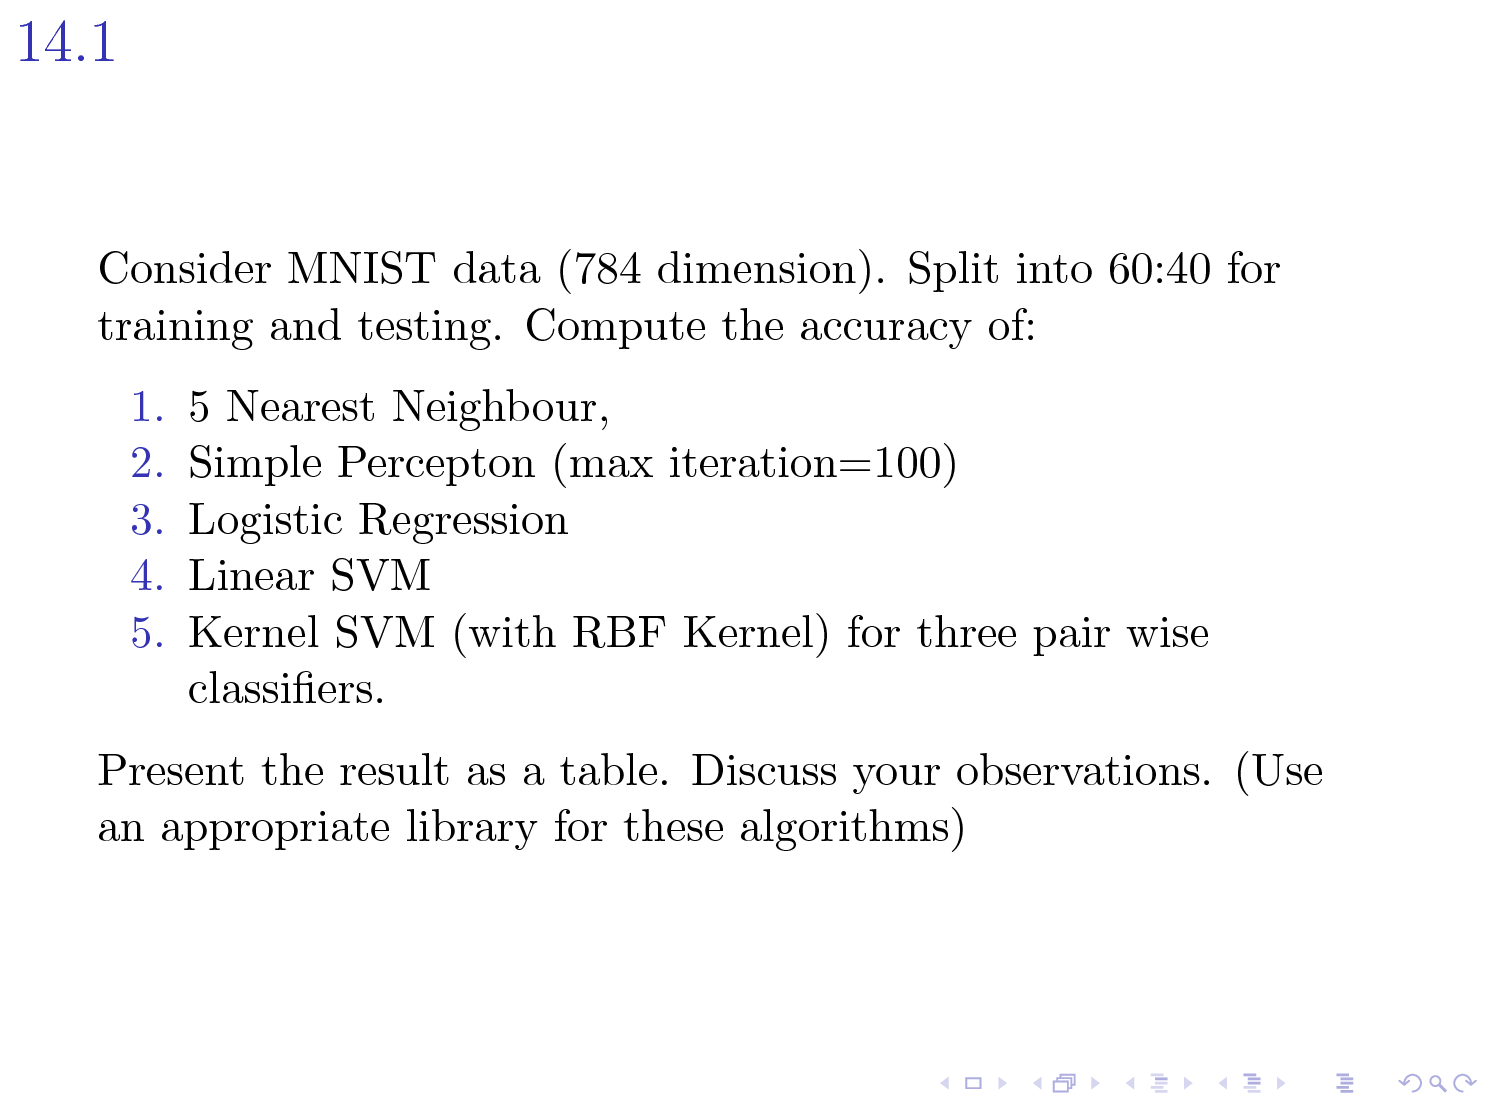 14.1
Consider MNIST data (784 dimension). Split into 60:40 for
training and testing. Compute the accuracy of:
1. 5 Nearest Neighbour,
2. Simple Percepton (max iteration=100)
3. Logistic Regression
4. Linear SVM
5. Kernel SVM (with RBF Kernel) for three pair wise
classifiers.
Present the result as a table. Discuss your observations. (Use
an appropriate library for these algorithms)